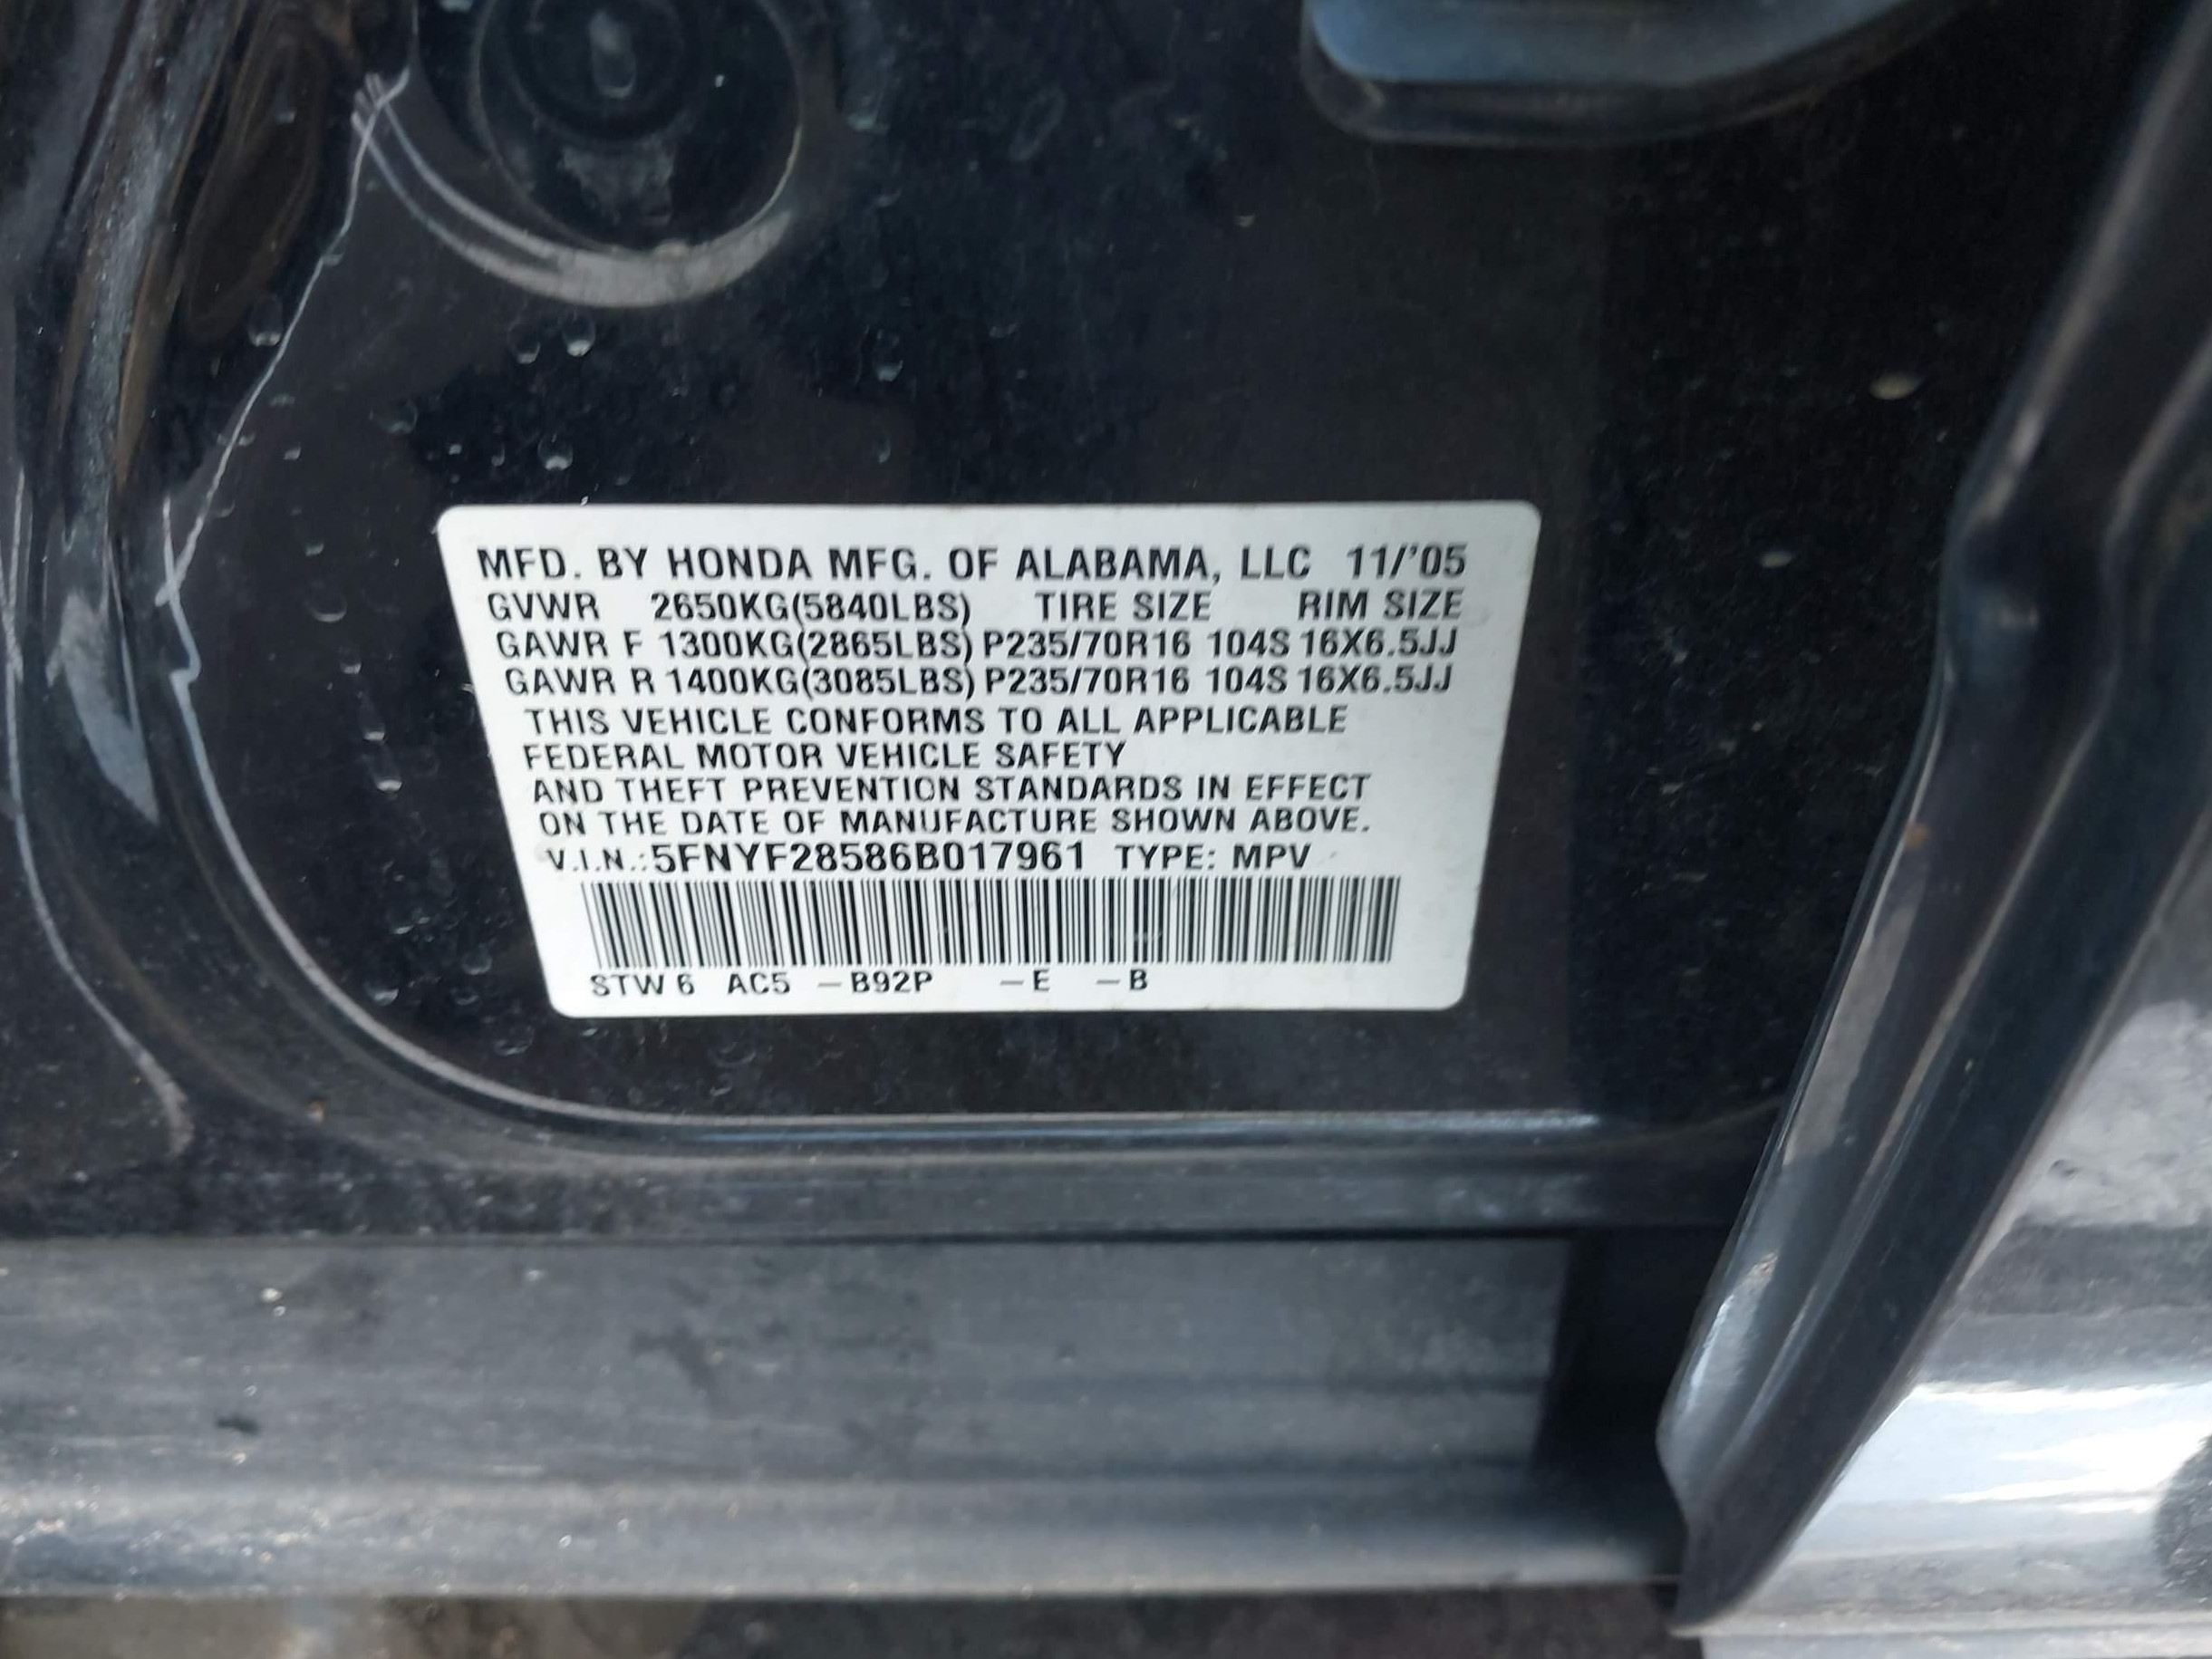 MFD. BY HONDA MFG. OF ALABAMA, LLC 11/'05
GVWR 2650KG(5840LBS) TIRE SIZE RIM SIZE
GAWR F 1300KG(2865LBS) P235/70R16 104S 16X6.5JJ
GAWR R 1400KG(3085LBS) P235/70R16 104S 16X6.5JJ
THIS VEHICLE CONFORMS TO ALL APPLICABLE
FEDERAL MOTOR VEHICLE SAFETY
AND THEFT PREVENTION STANDARDS IN EFFECT
ON THE DATE OF MANUFACTURE SHOWN ABOVE.
V.I.N.:5FNYF28586B017961 TYPE: MPV
STW6 AC5 –B92P –E –B